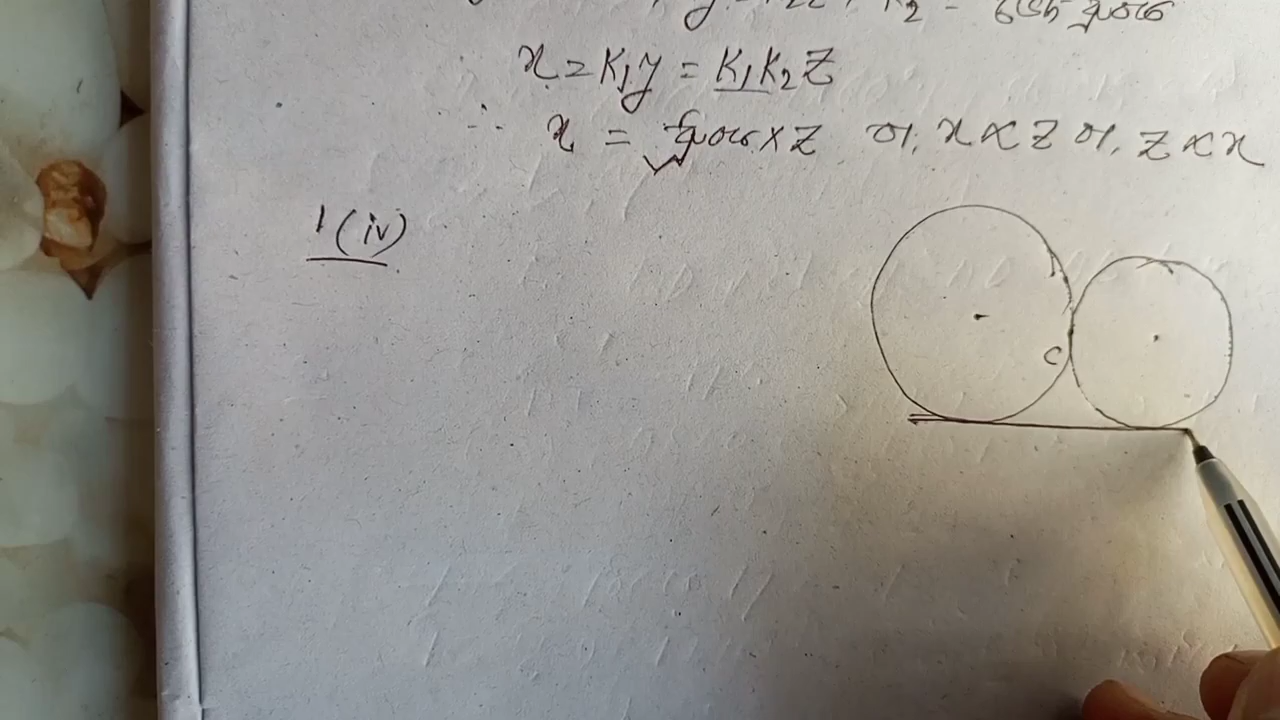 x = K₁y = K₁K₂Z
∴ x = ধ্রুবক × Z বা, x ∝ Z বা, Z ∝ x
1(iv)
C